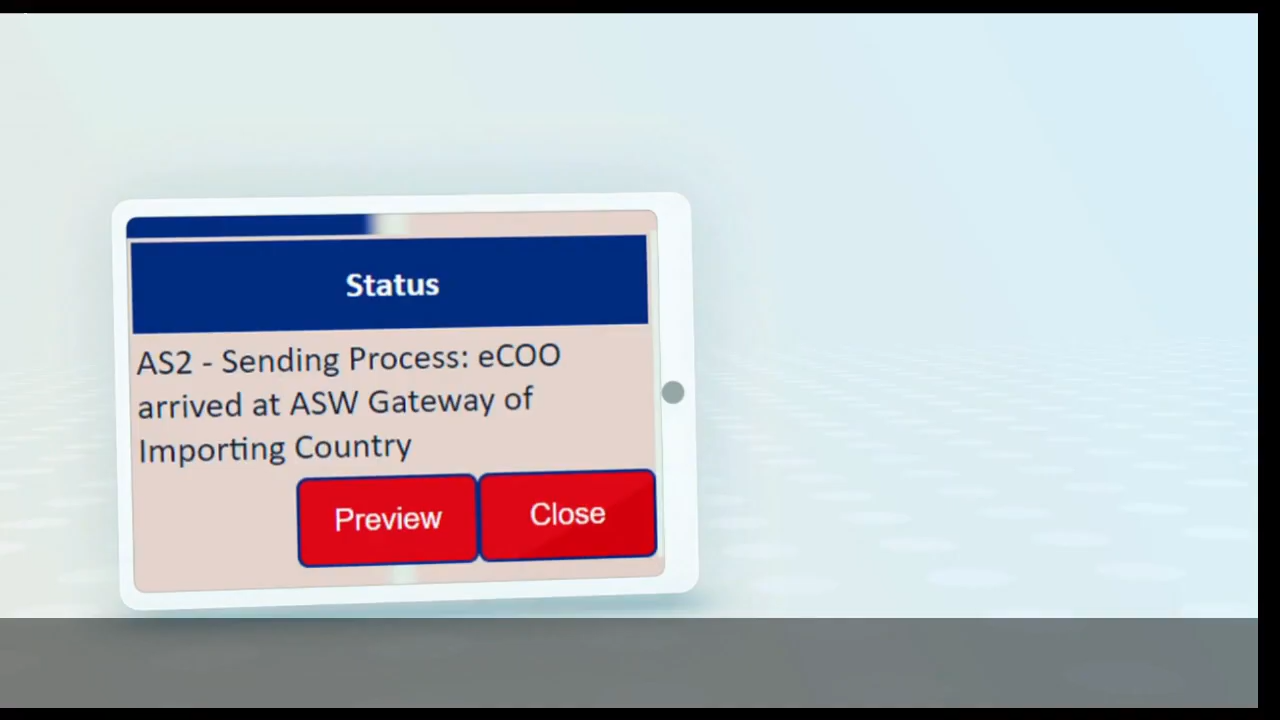 Status
AS2 - Sending Process: eCOO
arrived at ASW Gateway of
Importing Country
Preview
Close